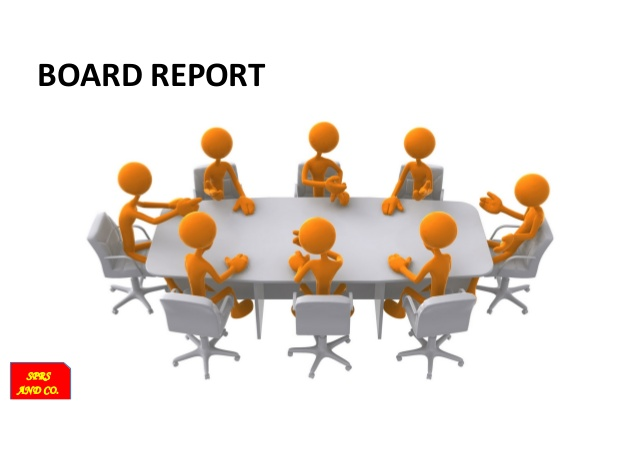 BOARD REPORT
SPRS
AND CO.